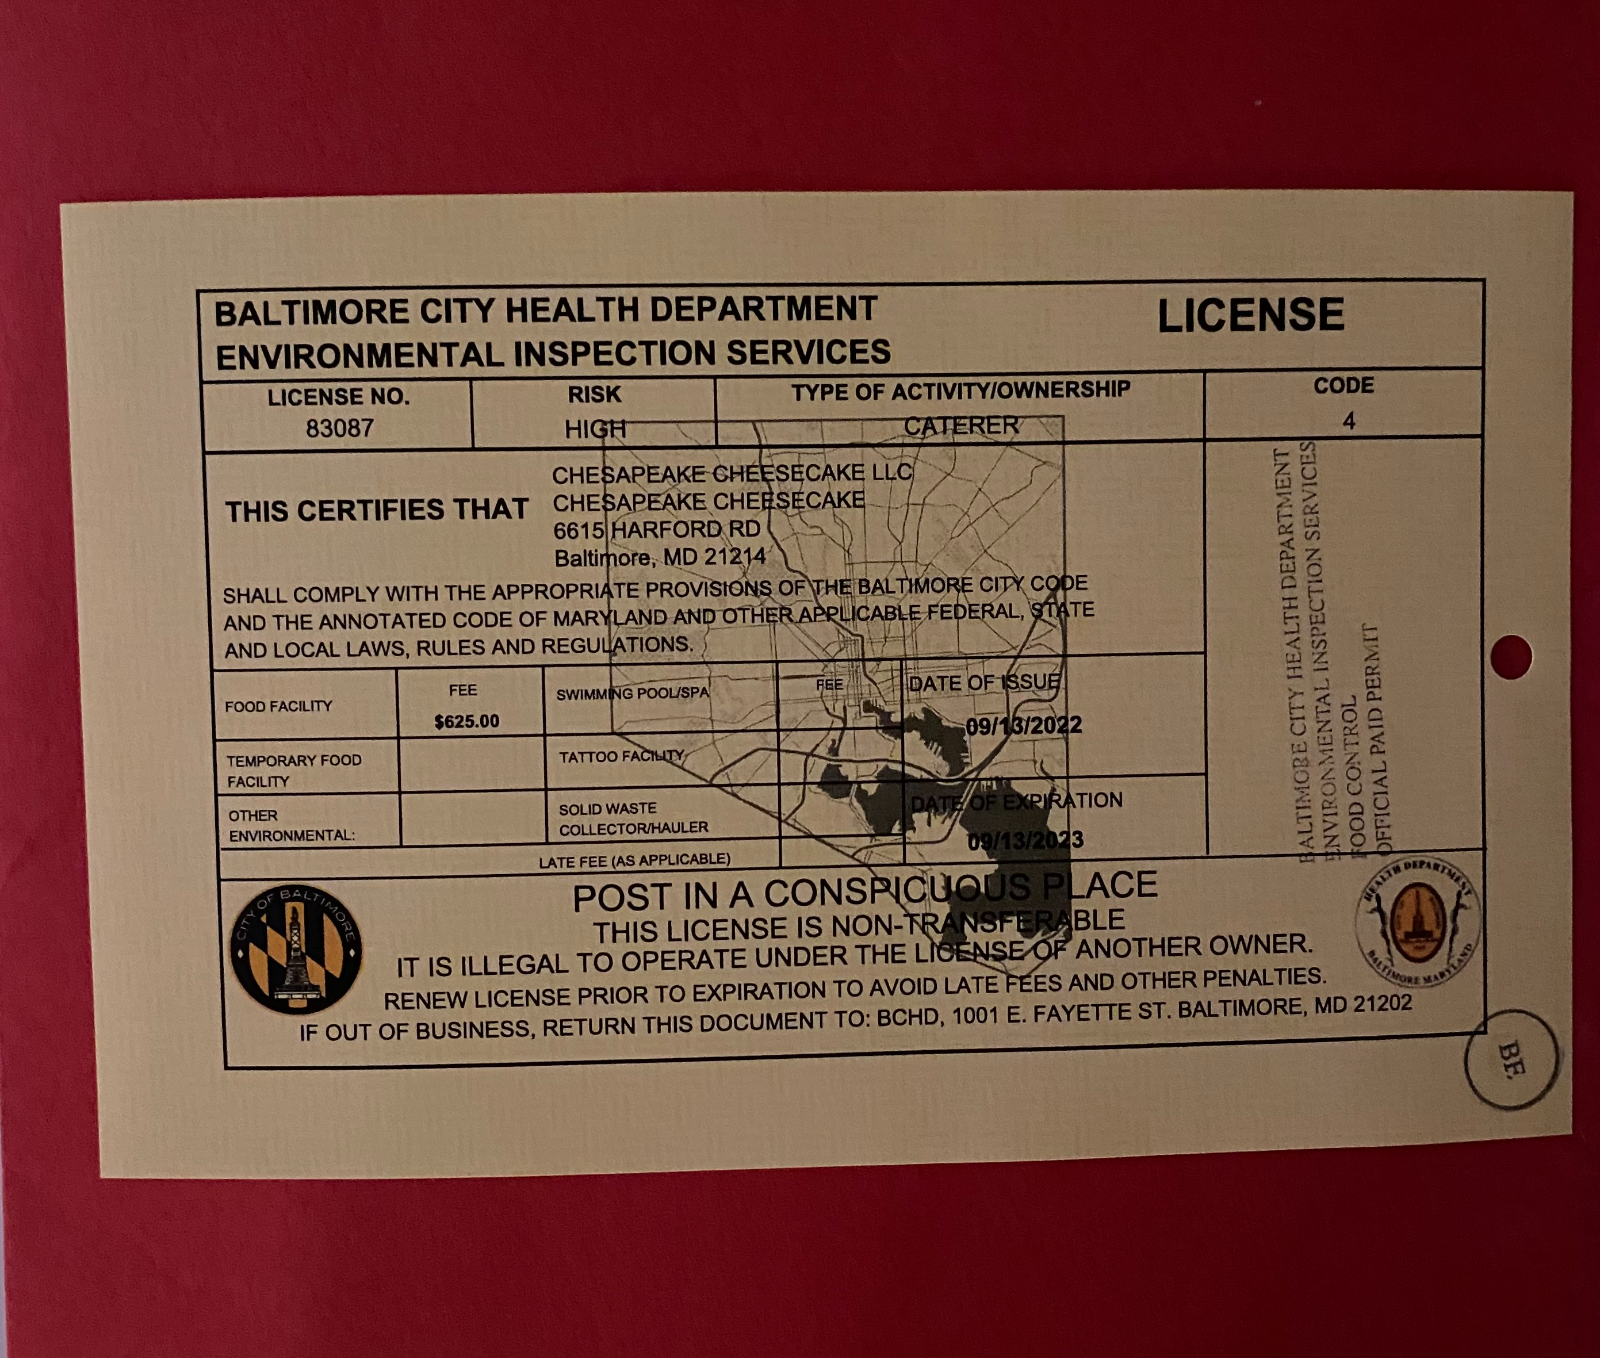 BALTIMORE CITY HEALTH DEPARTMENT
ENVIRONMENTAL INSPECTION SERVICES
LICENSE
LICENSE NO.
83087
RISK
HIGH
TYPE OF ACTIVITY/OWNERSHIP
CATERER
CODE
4
THIS CERTIFIES THAT
CHESAPEAKE CHEESECAKE LLC
CHESAPEAKE CHEESECAKE
6615 HARFORD RD
Baltimore, MD 21214
SHALL COMPLY WITH THE APPROPRIATE PROVISIONS OF THE BALTIMORE CITY CODE
AND THE ANNOTATED CODE OF MARYLAND AND OTHER APPLICABLE FEDERAL, STATE
AND LOCAL LAWS, RULES AND REGULATIONS.
BALTIMORE CITY HEALTH DEPARTMENT
ENVIRONMENTAL INSPECTION SERVICES
FOOD CONTROL
OFFICIAL PAID PERMIT
FOOD FACILITY
FEE
$625.00
SWIMMING POOL/SPA
FEE
DATE OF ISSUE
09/13/2022
TEMPORARY FOOD
FACILITY
TATTOO FACILITY
OTHER
ENVIRONMENTAL:
SOLID WASTE
COLLECTOR/HAULER
DATE OF EXPIRATION
09/13/2023
LATE FEE (AS APPLICABLE)
CITY OF BALTIMORE
POST IN A CONSPICUOUS PLACE
THIS LICENSE IS NON-TRANSFERABLE
IT IS ILLEGAL TO OPERATE UNDER THE LICENSE OF ANOTHER OWNER.
RENEW LICENSE PRIOR TO EXPIRATION TO AVOID LATE FEES AND OTHER PENALTIES.
IF OUT OF BUSINESS, RETURN THIS DOCUMENT TO: BCHD, 1001 E. FAYETTE ST. BALTIMORE, MD 21202
HEALTH DEPARTMENT
BALTIMORE MARYLAND
BE.